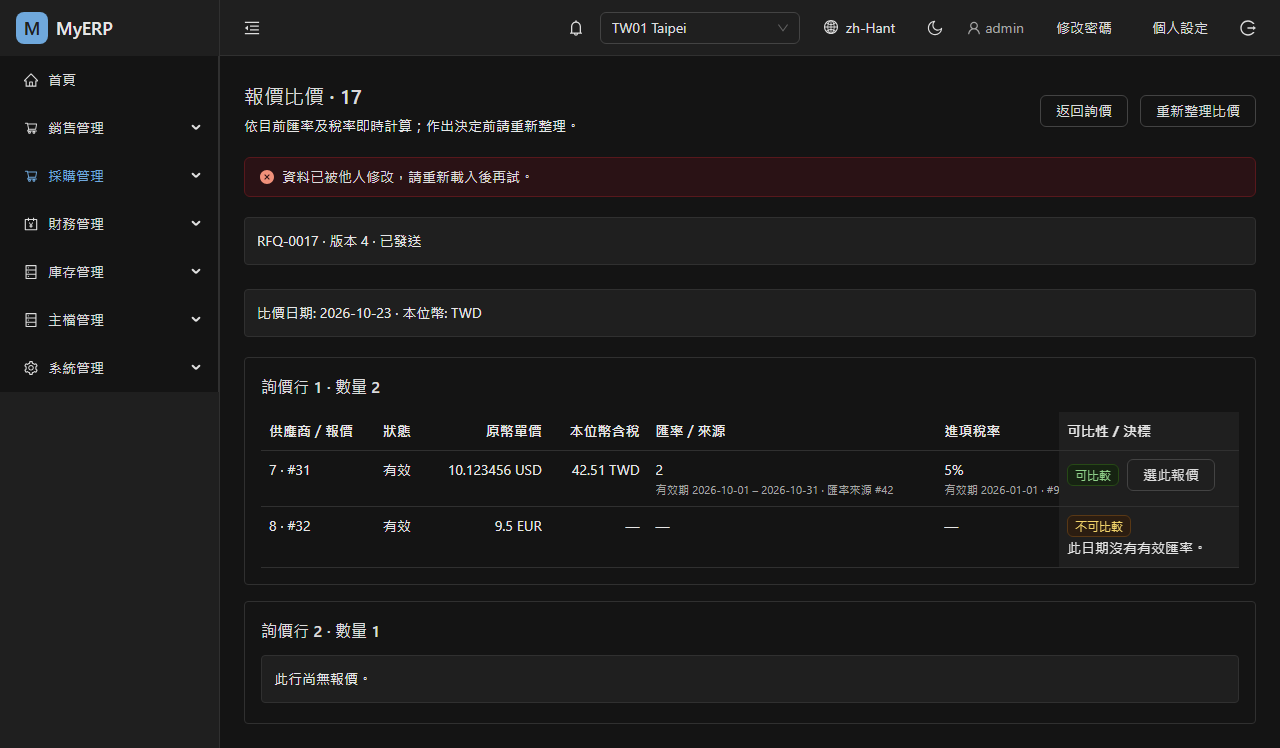 M MyERP
TW01 Taipei
zh-Hant
admin
修改密碼
個人設定
首頁
銷售管理
採購管理
財務管理
庫存管理
主檔管理
系統管理
報價比價 · 17
依目前匯率及稅率即時計算；作出決定前請重新整理。
返回詢價
重新整理比價
資料已被他人修改，請重新載入後再試。
RFQ-0017 · 版本 4 · 已發送
比價日期: 2026-10-23 · 本位幣: TWD
詢價行 1 · 數量 2
供應商 / 報價 狀態 原幣單價 本位幣含稅 匯率 / 來源 進項稅率 可比性 / 決標
7 · #31 有效 10.123456 USD 42.51 TWD 2 5% 可比較 選此報價
有效期 2026-10-01 – 2026-10-31 · 匯率來源 #42 有效期 2026-01-01 · #9
8 · #32 有效 9.5 EUR — — — 不可比較
此日期沒有有效匯率。
詢價行 2 · 數量 1
此行尚無報價。